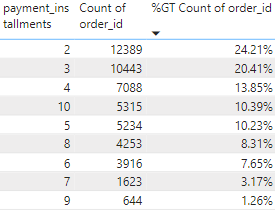 payment_ins Count of %GT Count of order_id
tallments order_id
2 12389 24.21%
3 10443 20.41%
4 7088 13.85%
10 5315 10.39%
5 5234 10.23%
8 4253 8.31%
6 3916 7.65%
7 1623 3.17%
9 644 1.26%